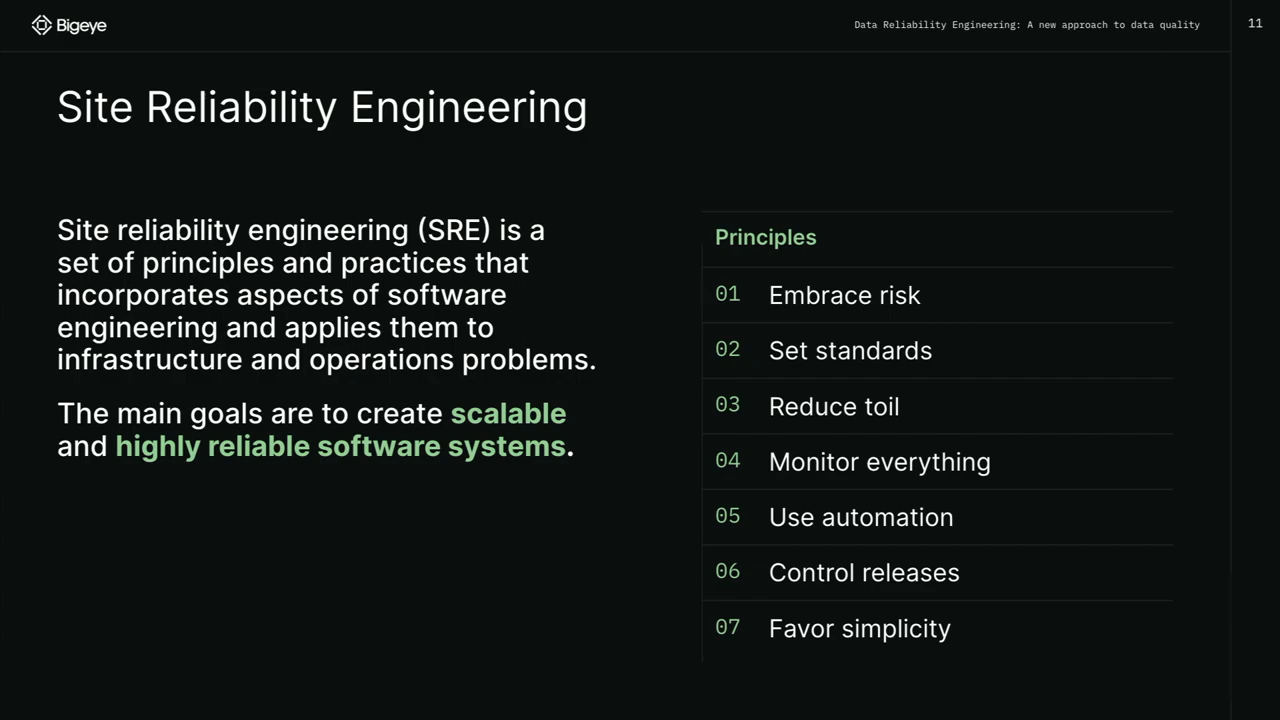 Bigeye
Data Reliability Engineering: A new approach to data quality
11
Site Reliability Engineering
Site reliability engineering (SRE) is a
set of principles and practices that
incorporates aspects of software
engineering and applies them to
infrastructure and operations problems.
The main goals are to create scalable
and highly reliable software systems.
Principles
01 Embrace risk
02 Set standards
03 Reduce toil
04 Monitor everything
05 Use automation
06 Control releases
07 Favor simplicity